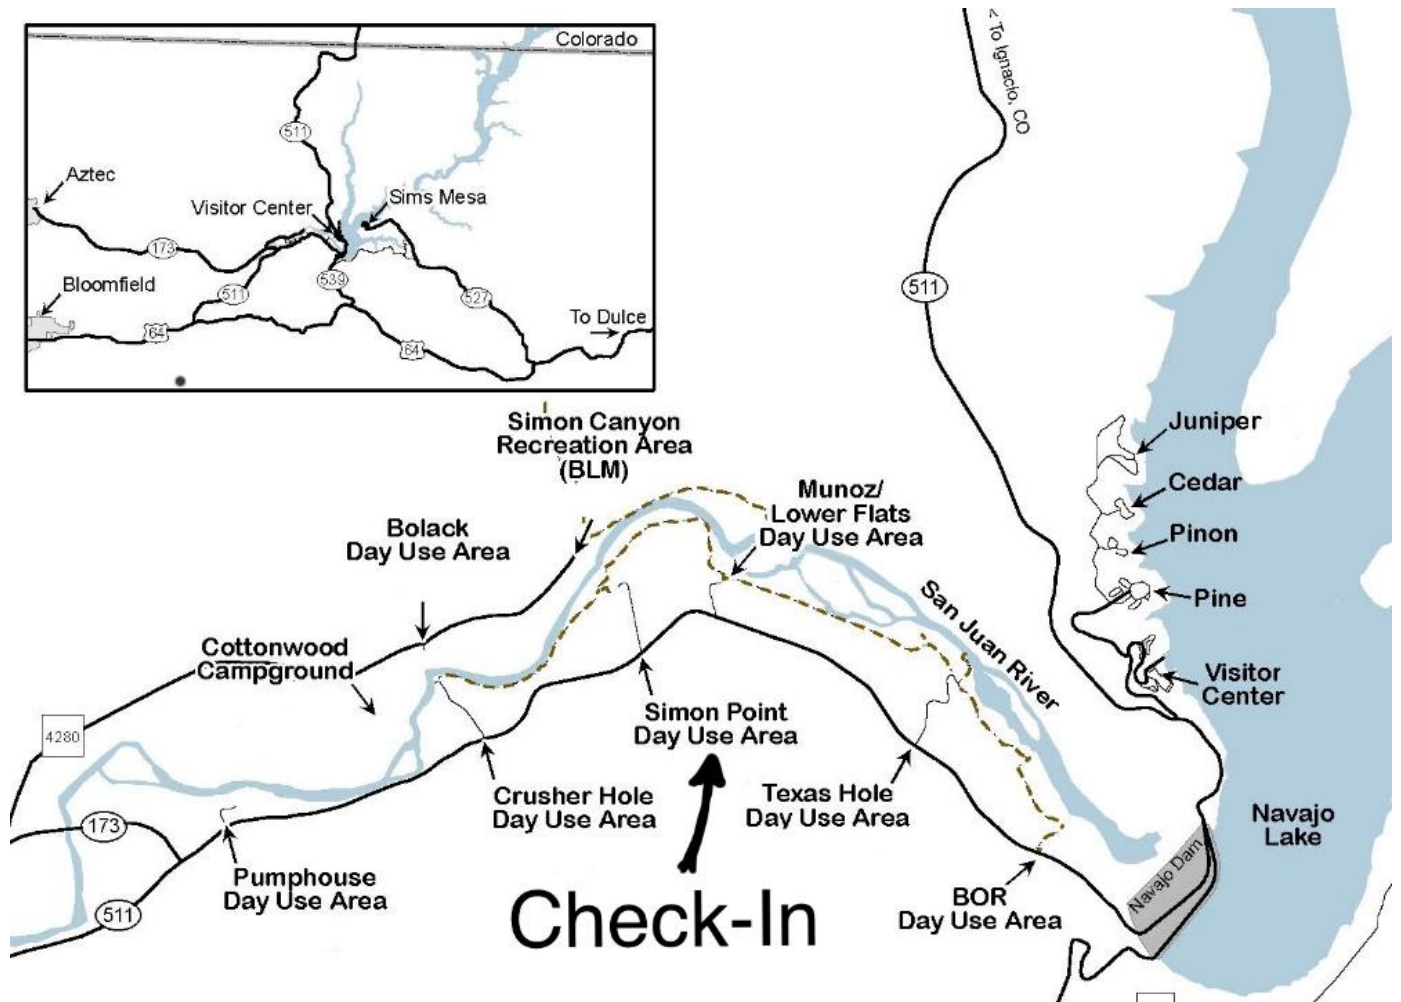 Colorado
511
Aztec
Visitor Center
Sims Mesa
173
539
Bloomfield
511
527
64
To Dulce
64
< To Ignacio, CO
511
Simon Canyon
Recreation Area
(BLM)
Juniper
Cedar
Pinon
Pine
Visitor
Center
Munoz/
Lower Flats
Day Use Area
Bolack
Day Use Area
San Juan River
Cottonwood
Campground
4280
Simon Point
Day Use Area
Crusher Hole
Day Use Area
Texas Hole
Day Use Area
Navajo
Lake
173
Pumphouse
Day Use Area
511
Navajo Dam
BOR
Day Use Area
Check-In